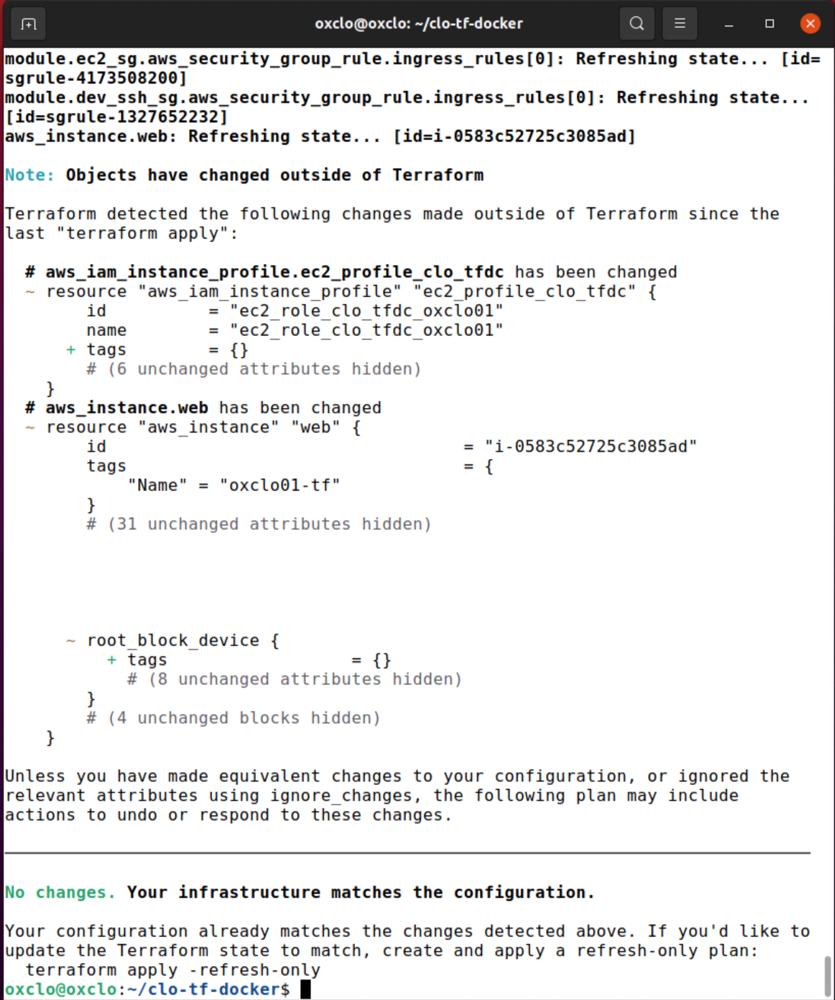 oxclo@oxclo: ~/clo-tf-docker
module.ec2_sg.aws_security_group_rule.ingress_rules[0]: Refreshing state... [id=
sgrule-4173508200]
module.dev_ssh_sg.aws_security_group_rule.ingress_rules[0]: Refreshing state...
[id=sgrule-1327652232]
aws_instance.web: Refreshing state... [id=i-0583c52725c3085ad]
Note: Objects have changed outside of Terraform
Terraform detected the following changes made outside of Terraform since the
last "terraform apply":
# aws_iam_instance_profile.ec2_profile_clo_tfdc has been changed
~ resource "aws_iam_instance_profile" "ec2_profile_clo_tfdc" {
id = "ec2_role_clo_tfdc_oxclo01"
name = "ec2_role_clo_tfdc_oxclo01"
+ tags = {}
# (6 unchanged attributes hidden)
}
# aws_instance.web has been changed
~ resource "aws_instance" "web" {
id = "i-0583c52725c3085ad"
tags = {
"Name" = "oxclo01-tf"
}
# (31 unchanged attributes hidden)
~ root_block_device {
+ tags = {}
# (8 unchanged attributes hidden)
}
# (4 unchanged blocks hidden)
}
Unless you have made equivalent changes to your configuration, or ignored the
relevant attributes using ignore_changes, the following plan may include
actions to undo or respond to these changes.
No changes. Your infrastructure matches the configuration.
Your configuration already matches the changes detected above. If you'd like to
update the Terraform state to match, create and apply a refresh-only plan:
terraform apply -refresh-only
oxclo@oxclo:~/clo-tf-docker$